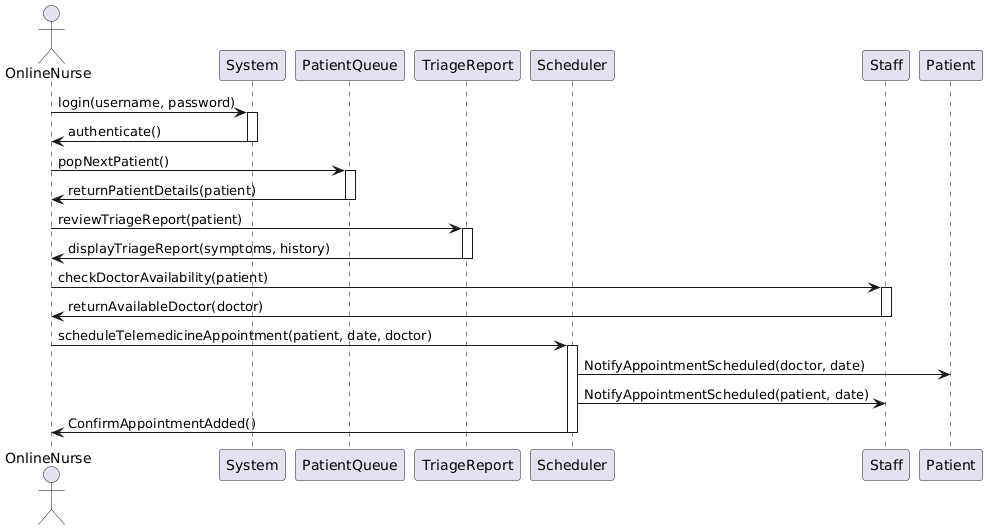 OnlineNurse
System
PatientQueue
TriageReport
Scheduler
Staff
Patient
login(username, password)
authenticate()
popNextPatient()
returnPatientDetails(patient)
reviewTriageReport(patient)
displayTriageReport(symptoms, history)
checkDoctorAvailability(patient)
returnAvailableDoctor(doctor)
scheduleTelemedicineAppointment(patient, date, doctor)
NotifyAppointmentScheduled(doctor, date)
NotifyAppointmentScheduled(patient, date)
ConfirmAppointmentAdded()
OnlineNurse
System
PatientQueue
TriageReport
Scheduler
Staff
Patient